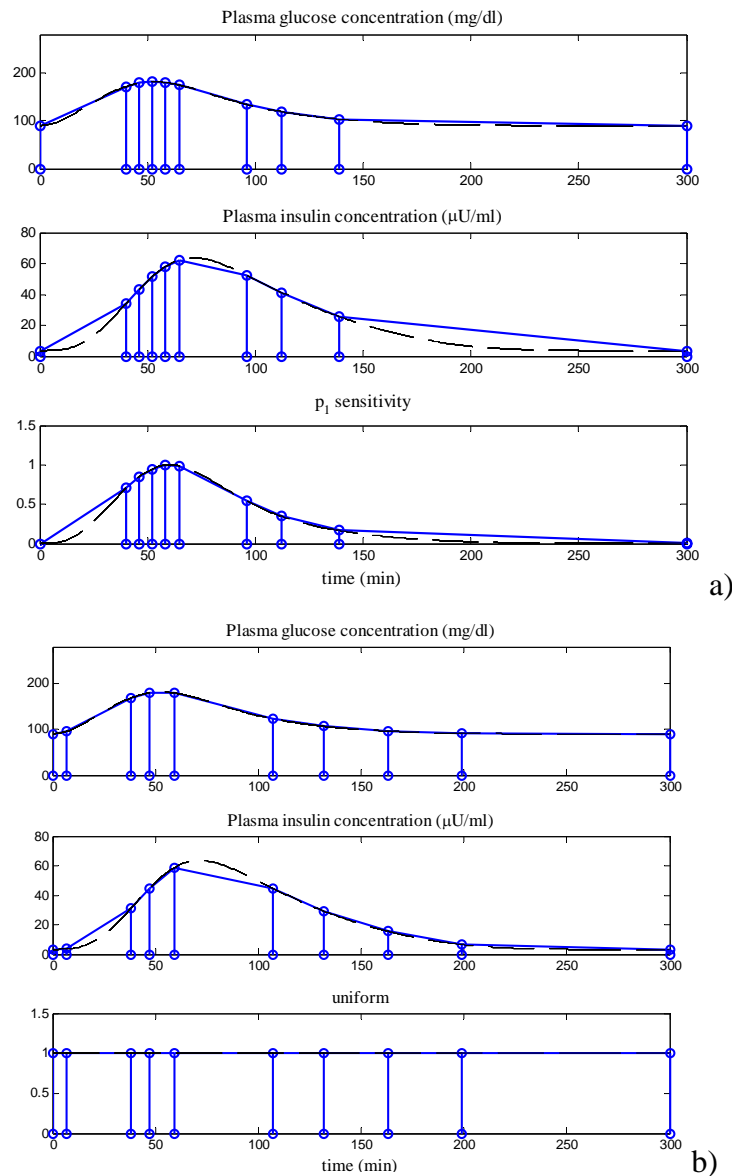 Plasma glucose concentration (mg/dl)
200
100
0
0 50 100 150 200 250 300
Plasma insulin concentration (μU/ml)
80
60
40
20
0
0 50 100 150 200 250 300
p1 sensitivity
1.5
1
0.5
0
0 50 100 150 200 250 300
time (min)
a)
Plasma glucose concentration (mg/dl)
200
100
0
0 50 100 150 200 250 300
Plasma insulin concentration (μU/ml)
80
60
40
20
0
0 50 100 150 200 250 300
uniform
1.5
1
0.5
0
0 50 100 150 200 250 300
time (min)
b)